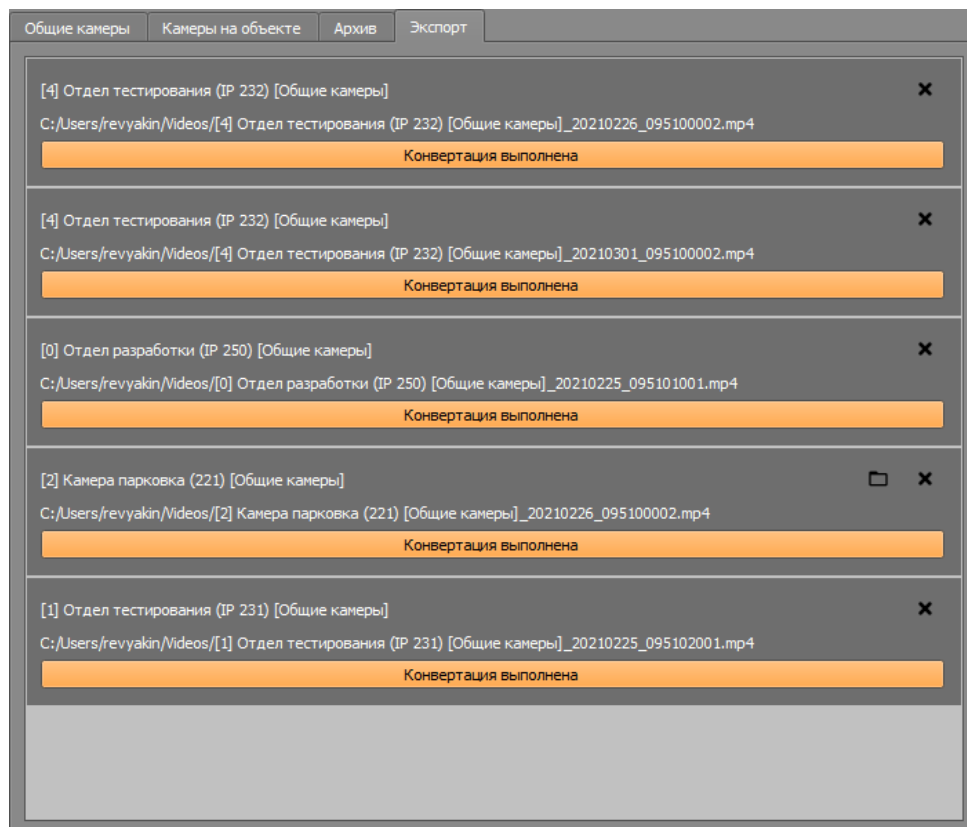 Общие камеры Камеры на объекте Архив Экспорт
[4] Отдел тестирования (IP 232) [Общие камеры]
C:/Users/revyakin/Videos/[4] Отдел тестирования (IP 232) [Общие камеры]_20210226_095100002.mp4
Конвертация выполнена
[4] Отдел тестирования (IP 232) [Общие камеры]
C:/Users/revyakin/Videos/[4] Отдел тестирования (IP 232) [Общие камеры]_20210301_095100002.mp4
Конвертация выполнена
[0] Отдел разработки (IP 250) [Общие камеры]
C:/Users/revyakin/Videos/[0] Отдел разработки (IP 250) [Общие камеры]_20210225_095101001.mp4
Конвертация выполнена
[2] Камера парковка (221) [Общие камеры]
C:/Users/revyakin/Videos/[2] Камера парковка (221) [Общие камеры]_20210226_095100002.mp4
Конвертация выполнена
[1] Отдел тестирования (IP 231) [Общие камеры]
C:/Users/revyakin/Videos/[1] Отдел тестирования (IP 231) [Общие камеры]_20210225_095102001.mp4
Конвертация выполнена